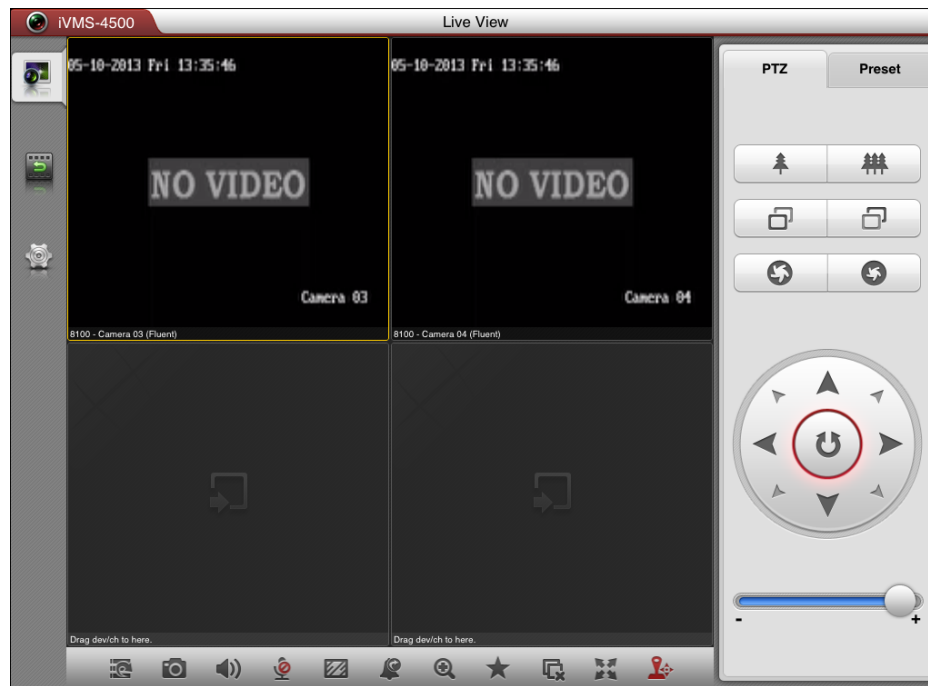 iVMS-4500
Live View
05-10-2013 Fri 13:35:46
NO VIDEO
Camera 03
8100 - Camera 03 (Fluent)
05-10-2013 Fri 13:35:46
NO VIDEO
Camera 04
8100 - Camera 04 (Fluent)
Drag dev/ch to here.
Drag dev/ch to here.
PTZ
Preset
- +